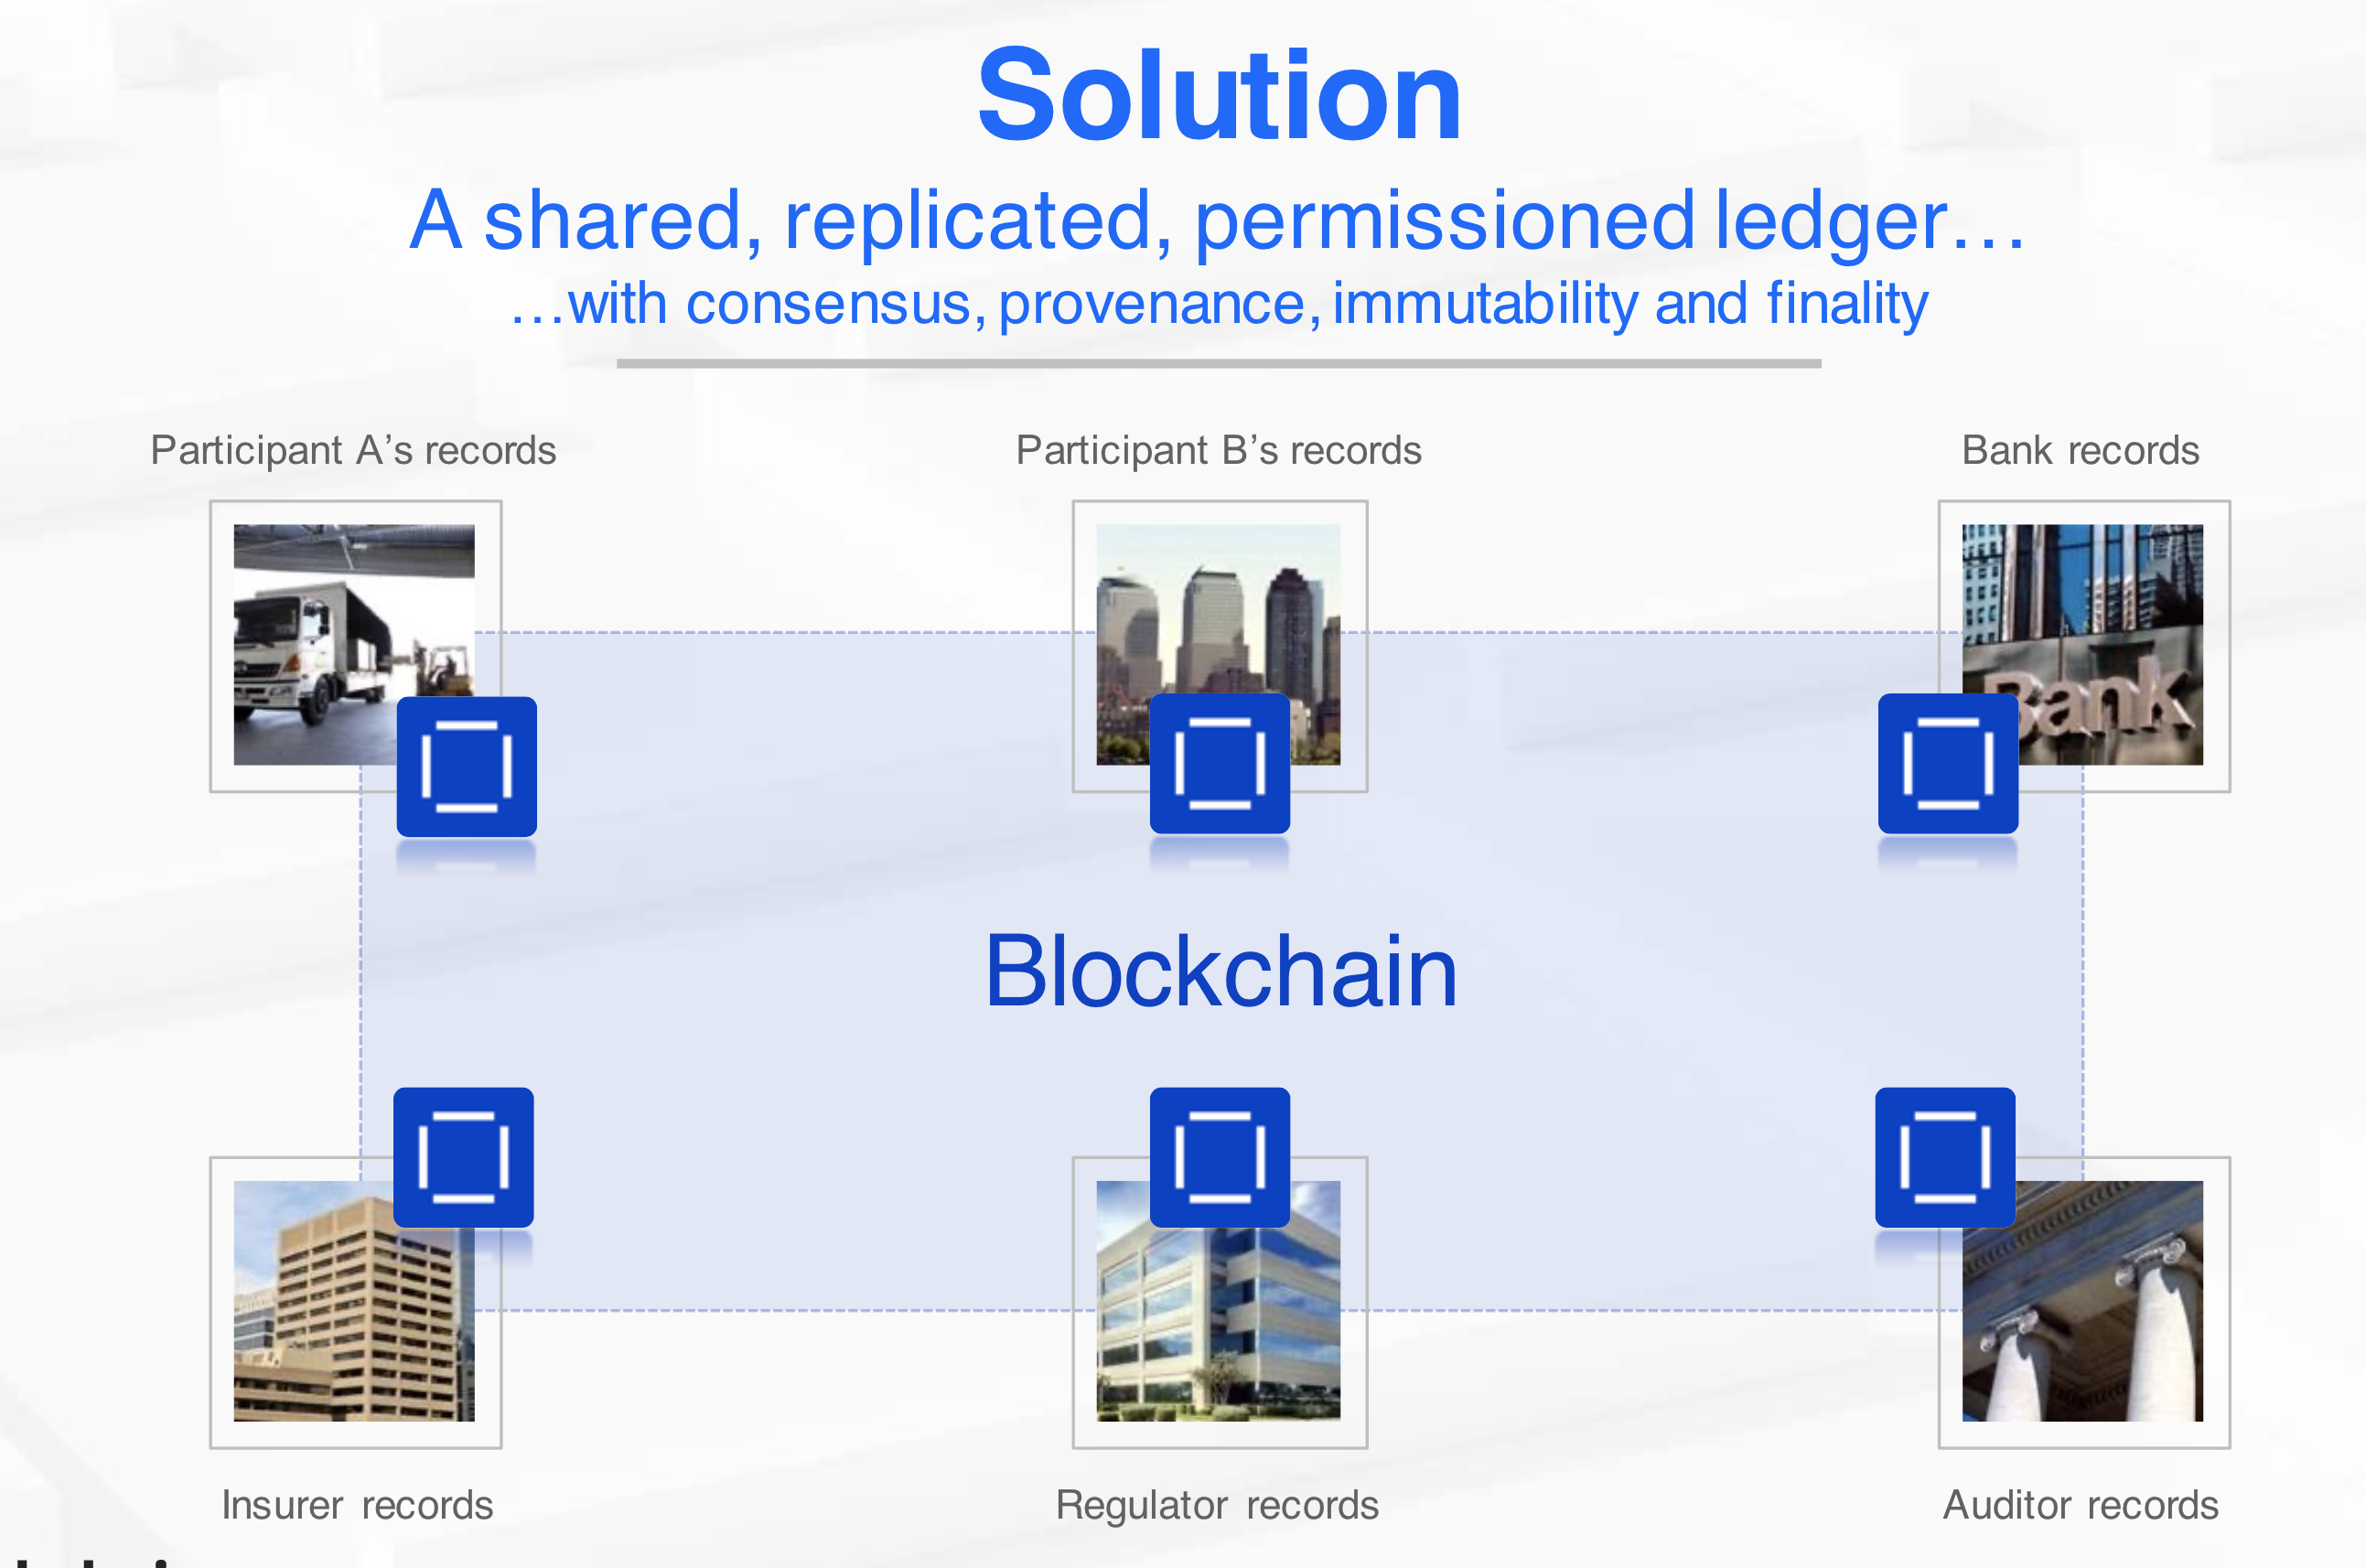 Solution
A shared, replicated, permissioned ledger…
…with consensus, provenance, immutability and finality
Participant A’s records
Participant B’s records
Bank records
Bank
Blockchain
Insurer records
Regulator records
Auditor records